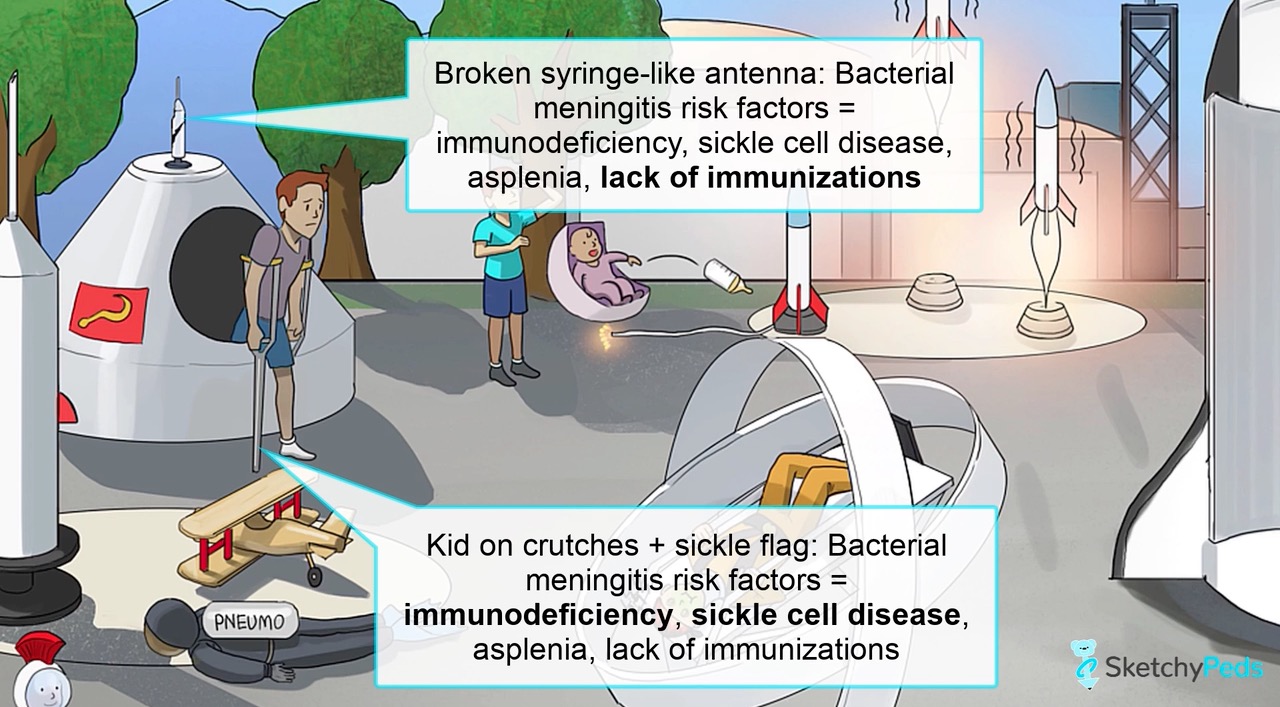 Broken syringe-like antenna: Bacterial
meningitis risk factors =
immunodeficiency, sickle cell disease,
asplenia, lack of immunizations
Kid on crutches + sickle flag: Bacterial
meningitis risk factors =
immunodeficiency, sickle cell disease,
asplenia, lack of immunizations
PNEUMO
SketchyPeds